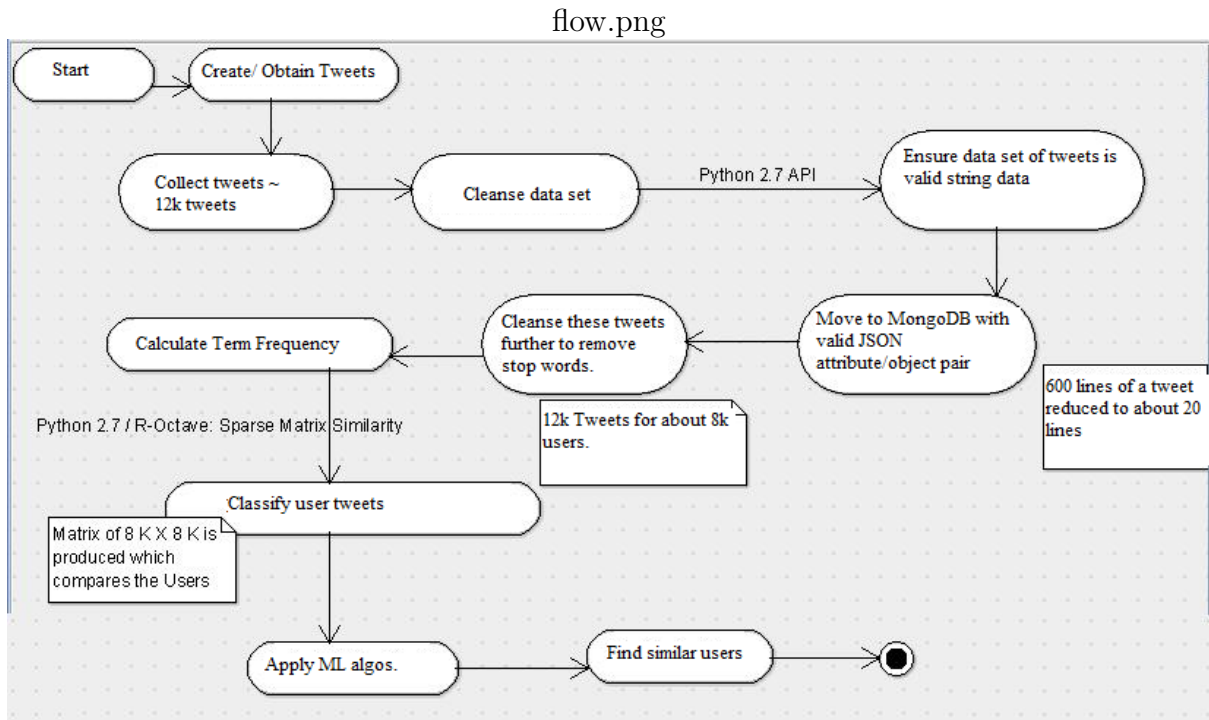 flow.png
Start
Create/ Obtain Tweets
Collect tweets ~
12k tweets
Cleanse data set
Python 2.7 API
Ensure data set of tweets is
valid string data
Move to MongoDB with
valid JSON
attribute/object pair
600 lines of a tweet
reduced to about 20
lines
Cleanse these tweets
further to remove
stop words.
12k Tweets for about 8k
users.
Calculate Term Frequency
Python 2.7 / R-Octave: Sparse Matrix Similarity
Classify user tweets
Matrix of 8 K X 8 K is
produced which
compares the Users
Apply ML algos.
Find similar users